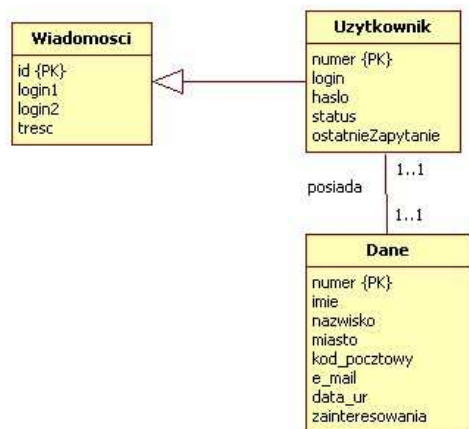 Wiadomosci
id {PK}
login1
login2
tresc
Uzytkownik
numer {PK}
login
haslo
status
ostatnieZapytanie
1..1
posiada
1..1
Dane
numer {PK}
imie
nazwisko
miasto
kod_pocztowy
e_mail
data_ur
zainteresowania